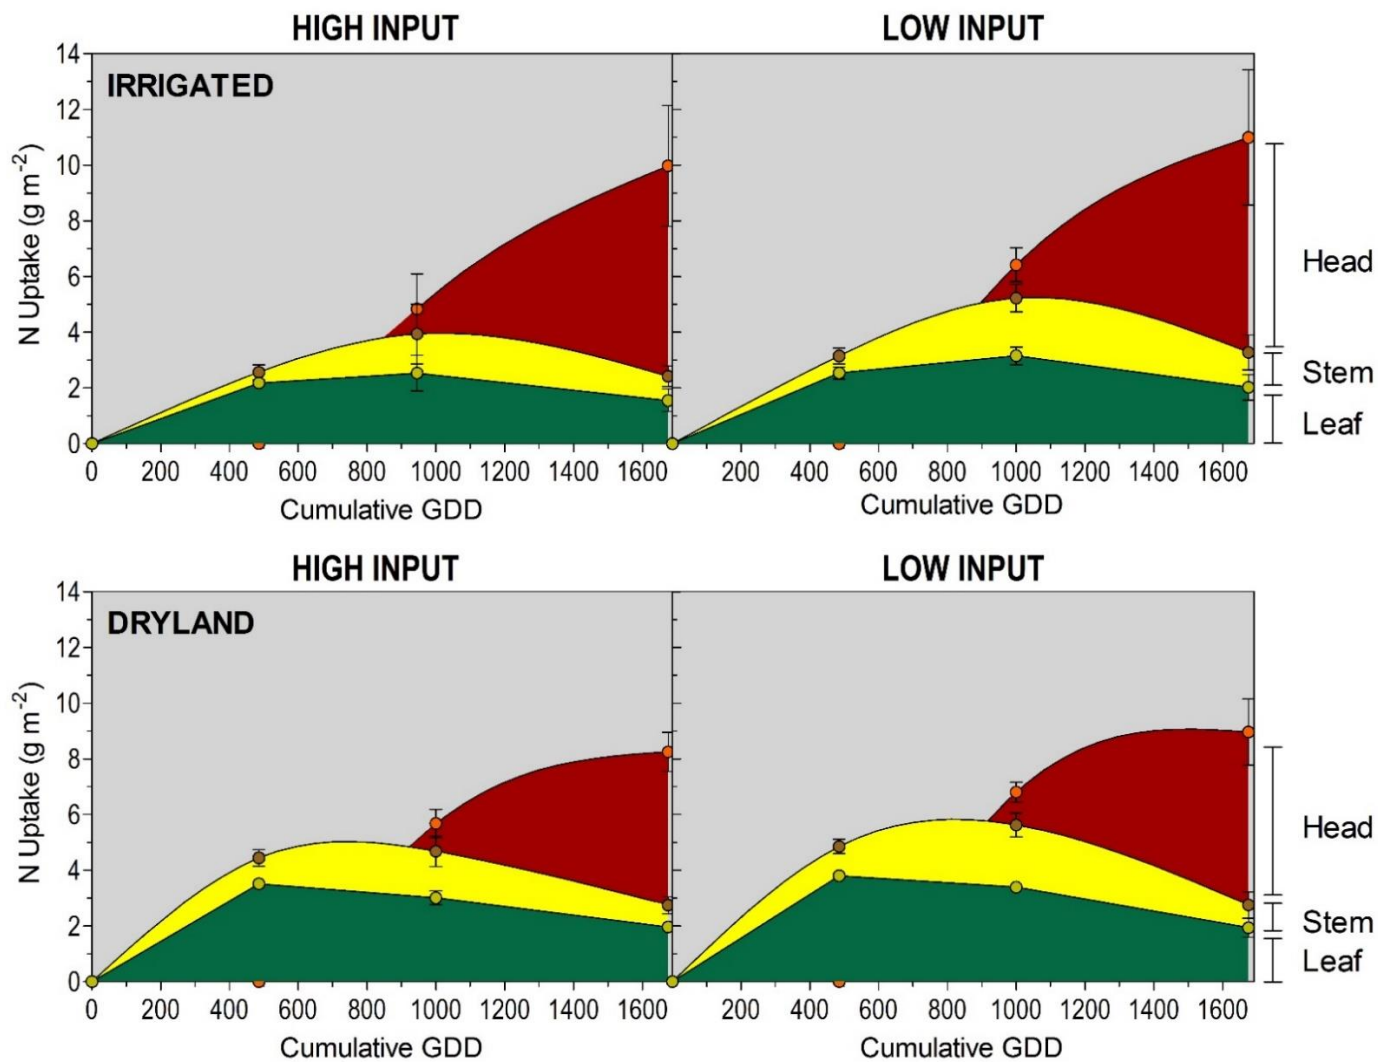 HIGH INPUT
LOW INPUT
IRRIGATED
14
12
10
8
6
4
2
0
N Uptake (g m⁻²)
0 200 400 600 800 1000 1200 1400 1600
200 400 600 800 1000 1200 1400 1600
Cumulative GDD
Cumulative GDD
Head
Stem
Leaf
HIGH INPUT
LOW INPUT
DRYLAND
14
12
10
8
6
4
2
0
N Uptake (g m⁻²)
0 200 400 600 800 1000 1200 1400 1600
200 400 600 800 1000 1200 1400 1600
Cumulative GDD
Cumulative GDD
Head
Stem
Leaf